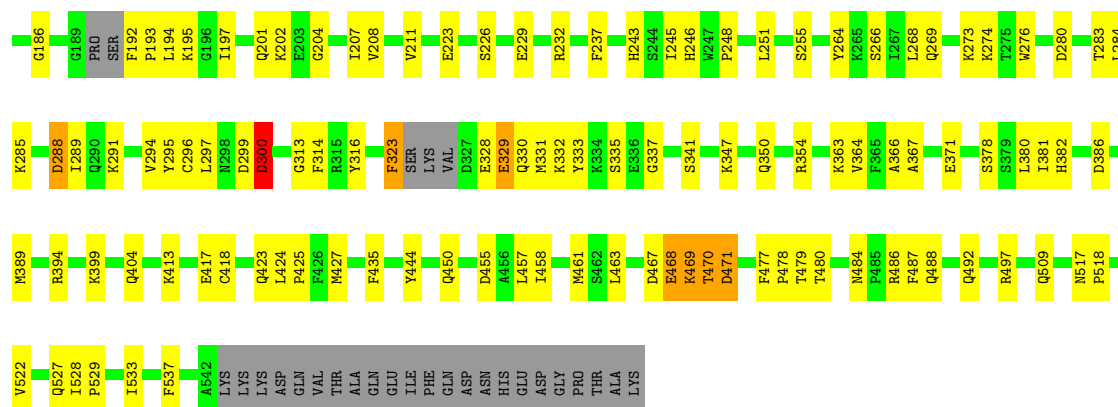 G186 G189 PRO SER F192 P193 L194 K195 G196 I197 Q201 K202 E203 G204 I207 V208 V211 E223 S226 E229 R232 F237 H243 S244 I245 H246 W247 P248 L251 S255 Y264 K265 S266 I267 L268 Q269 K273 K274 T275 W276 D280 T283 L284
K285 D288 I289 Q290 K291 V294 Y295 C296 L297 N298 D299 D300 G313 F314 R315 Y316 F323 SER LYS VAL D327 E328 E329 Q330 M331 K332 Y333 K334 S335 E336 G337 S341 K347 Q350 R354 K363 V364 F365 A366 A367 E371 S378 S379 L380 I381 H382 D386
M389 R394 K399 Q404 K413 E417 C418 Q423 L424 P425 F426 M427 F435 Y444 Q450 D455 A456 L457 I458 M461 S462 L463 D467 E468 K469 T470 D471 F477 P478 T479 T480 N484 P485 R486 F487 Q488 Q492 R497 Q509 N517 P518
V522 Q527 I528 P529 I533 F537 A542 LYS LYS LYS ASP GLN VAL THR ALA GLN GLU ILE PHE GLN ASP ASN HIS GLU ASP GLY PRO THR ALA LYS